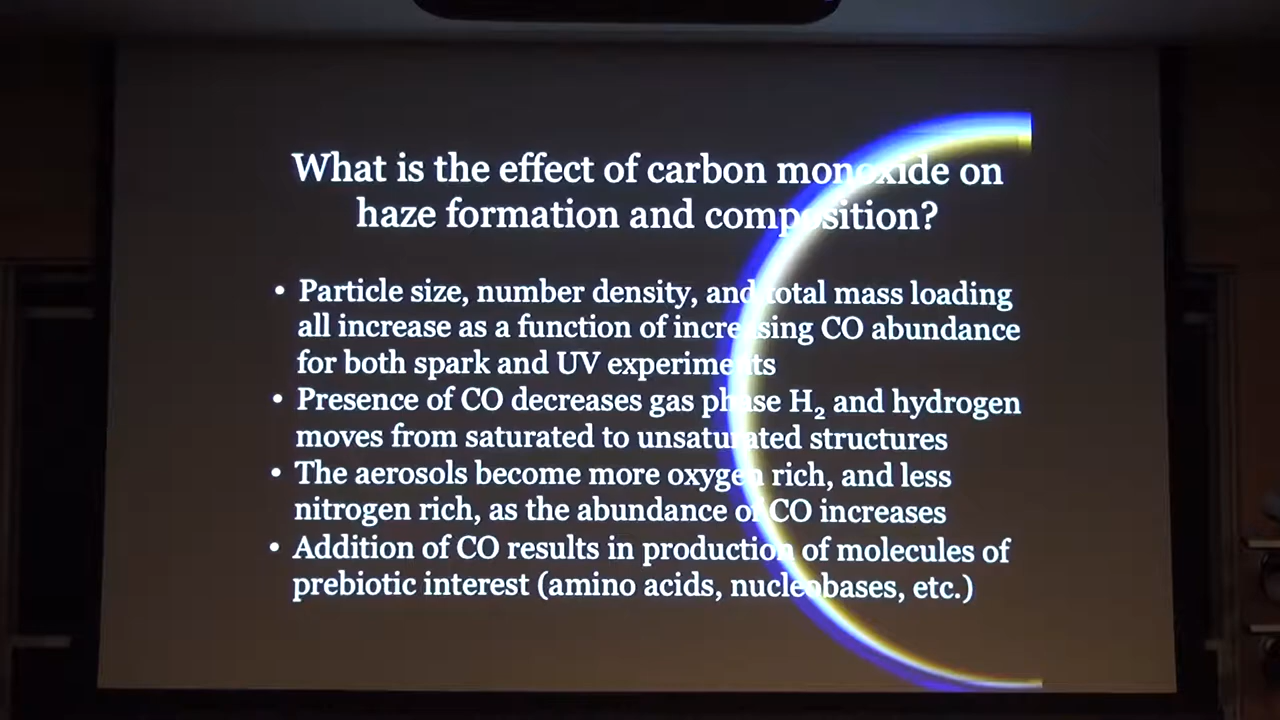 What is the effect of carbon monoxide on
haze formation and composition?
• Particle size, number density, and total mass loading
all increase as a function of increasing CO abundance
for both spark and UV experiments
• Presence of CO decreases gas phase H₂ and hydrogen
moves from saturated to unsaturated structures
• The aerosols become more oxygen rich, and less
nitrogen rich, as the abundance of CO increases
• Addition of CO results in production of molecules of
prebiotic interest (amino acids, nucleobases, etc.)